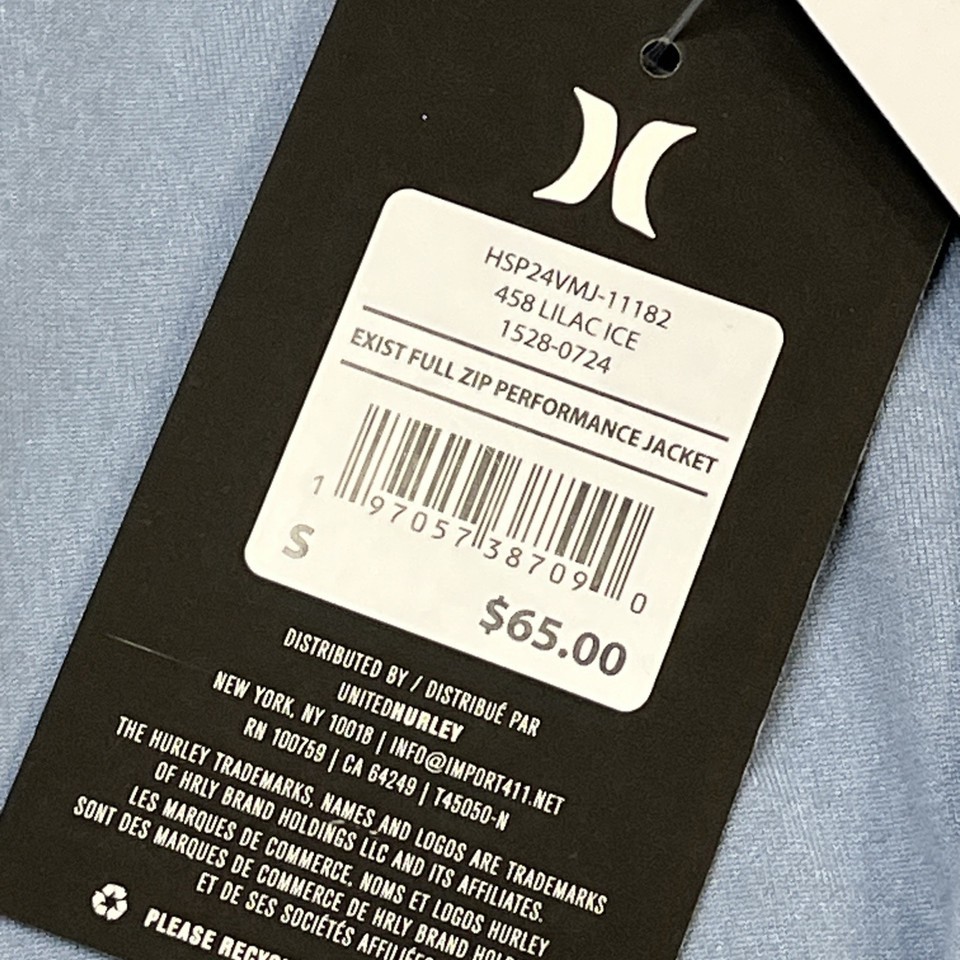 HSP24VMJ-11182
458 LILAC ICE
1528-0724
EXIST FULL ZIP PERFORMANCE JACKET
1 97057 38709 0
S
$65.00
DISTRIBUTED BY / DISTRIBUÉ PAR
UNITEDHURLEY
NEW YORK, NY 10018 | INFO@IMPORT411.NET
RN 100759 | CA 64249 | T45050-N
THE HURLEY TRADEMARKS, NAMES AND LOGOS ARE TRADEMARKS
OF HRLY BRAND HOLDINGS LLC AND ITS AFFILIATES.
LES MARQUES DE COMMERCE, NOMS ET LOGOS HURLEY
SONT DES MARQUES DE COMMERCE DE HRLY BRAND
ET DE SES SOCIÉTÉS
PLEASE